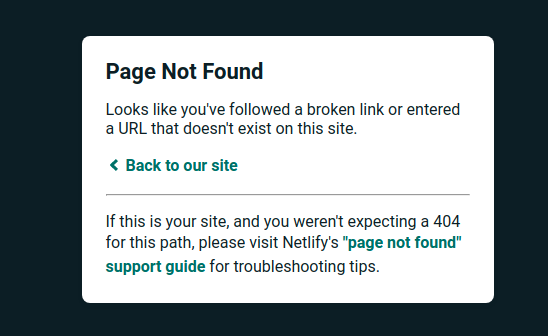 Page Not Found
Looks like you've followed a broken link or entered
a URL that doesn't exist on this site.
Back to our site
If this is your site, and you weren't expecting a 404
for this path, please visit Netlify's "page not found"
support guide for troubleshooting tips.